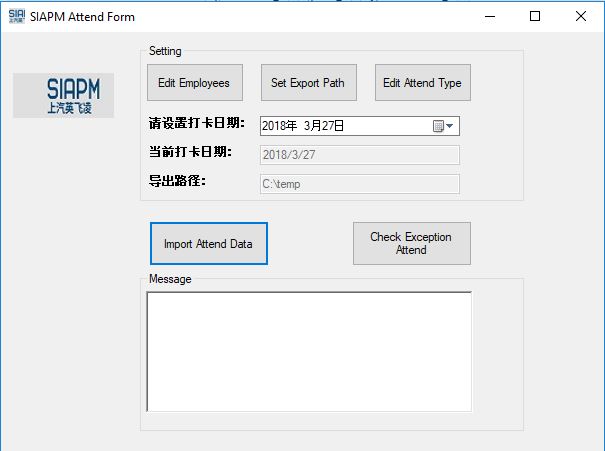 SIAPM Attend Form
SIAPM
上汽英飞凌
Setting
Edit Employees
Set Export Path
Edit Attend Type
请设置打卡日期：
2018年 3月27日
当前打卡日期：
2018/3/27
导出路径：
C:\temp
Import Attend Data
Check Exception
Attend
Message